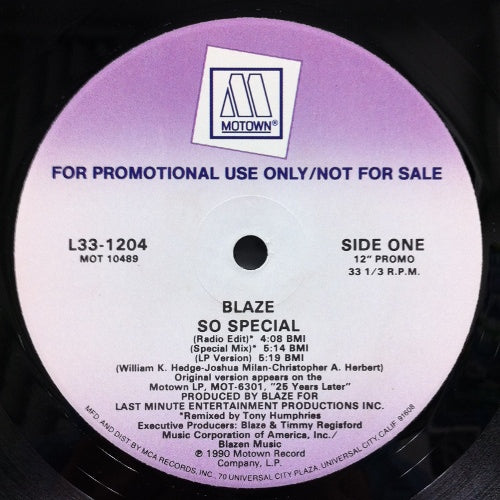 MOTOWN®
FOR PROMOTIONAL USE ONLY/NOT FOR SALE
L33-1204
MOT 10489
SIDE ONE
12" PROMO
33 1/3 R.P.M.
BLAZE
SO SPECIAL
(Radio Edit)* 4:08 BMI
(Special Mix)* 5:14 BMI
(LP Version) 5:19 BMI
(William K. Hedge-Joshua Milan-Christopher A. Herbert)
Original version appears on the
Motown LP, MOT-6301, "25 Years Later"
PRODUCED BY BLAZE FOR
LAST MINUTE ENTERTAINMENT PRODUCTIONS INC.
*Remixed by Tony Humphries
Executive Producers: Blaze & Timmy Regisford
Music Corporation of America, Inc./
Blazen Music
℗ 1990 Motown Record
Company, L.P.
MFD AND DIST BY MCA RECORDS, INC., 70 UNIVERSAL CITY PLAZA, UNIVERSAL CITY, CALIF. 91608